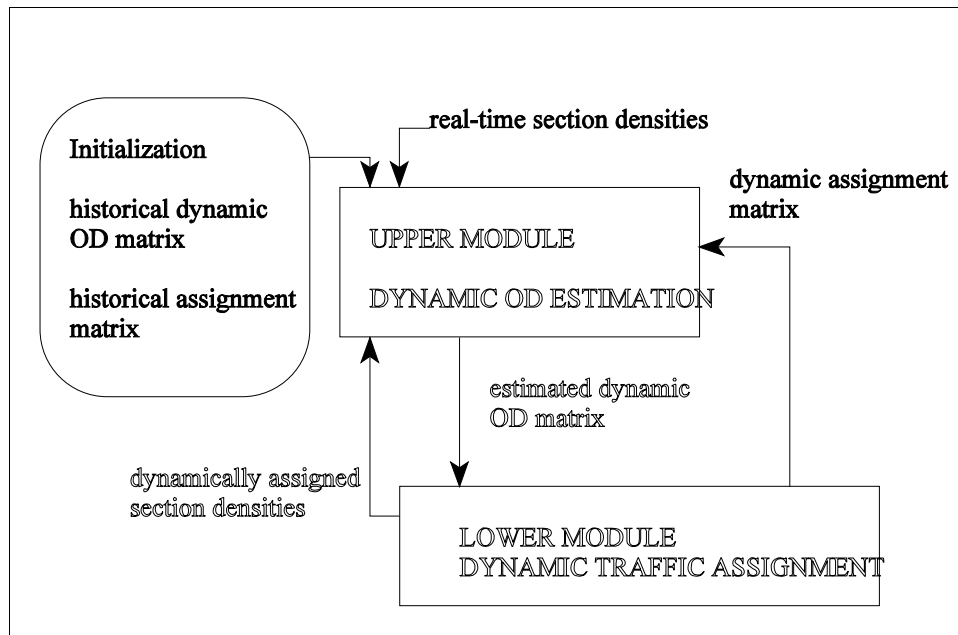 real-time section densities
Initialization
historical dynamic
OD matrix
historical assignment
matrix
dynamic assignment
matrix
UPPER MODULE
DYNAMIC OD ESTIMATION
estimated dynamic
OD matrix
dynamically assigned
section densities
LOWER MODULE
DYNAMIC TRAFFIC ASSIGNMENT